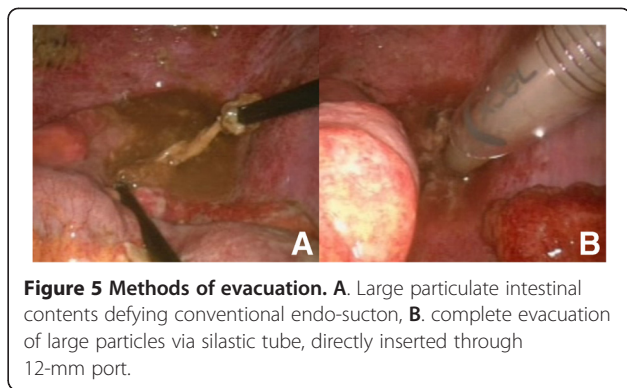 A
B
Figure 5 Methods of evacuation. A. Large particulate intestinal
contents defying conventional endo-sucton, B. complete evacuation
of large particles via silastic tube, directly inserted through
12-mm port.